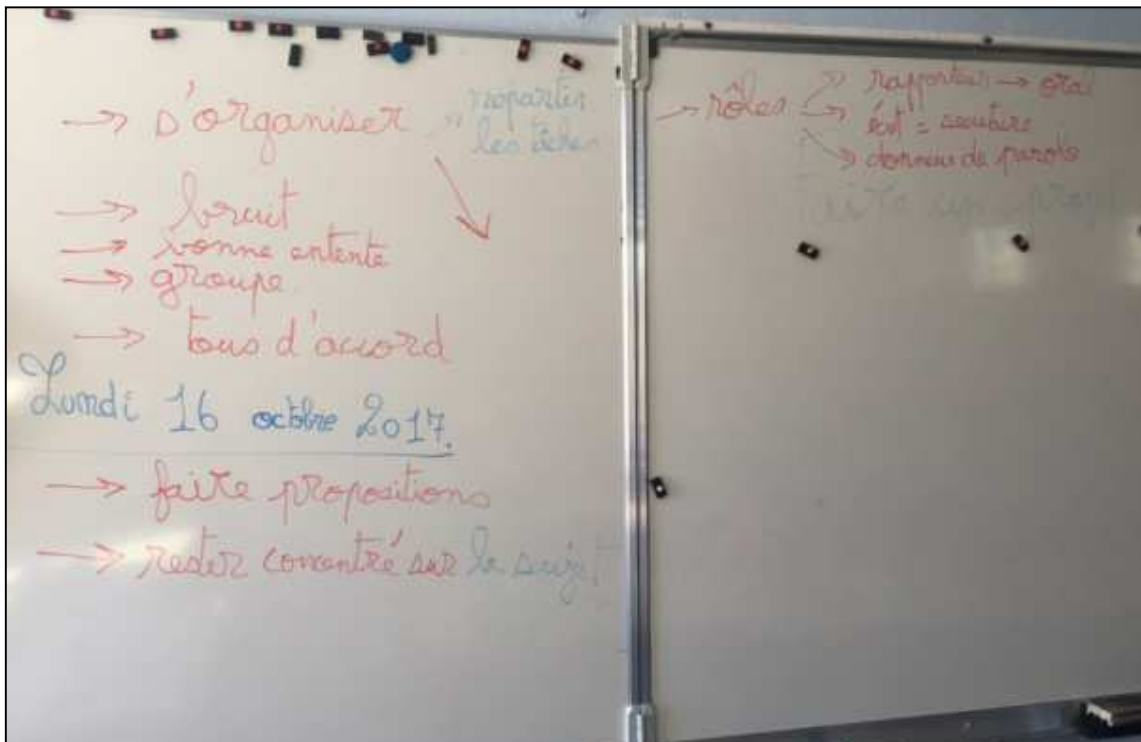 → s'organiser → répartir
les tâches
→ bruit
→ bonne entente
→ groupe
→ tous d'accord
Lundi 16 octobre 2017.
→ faire propositions
→ rester concentré sur le sujet
→ rôles → rapporteur → oral
→ écrit = secrétaire
→ donneur de parole